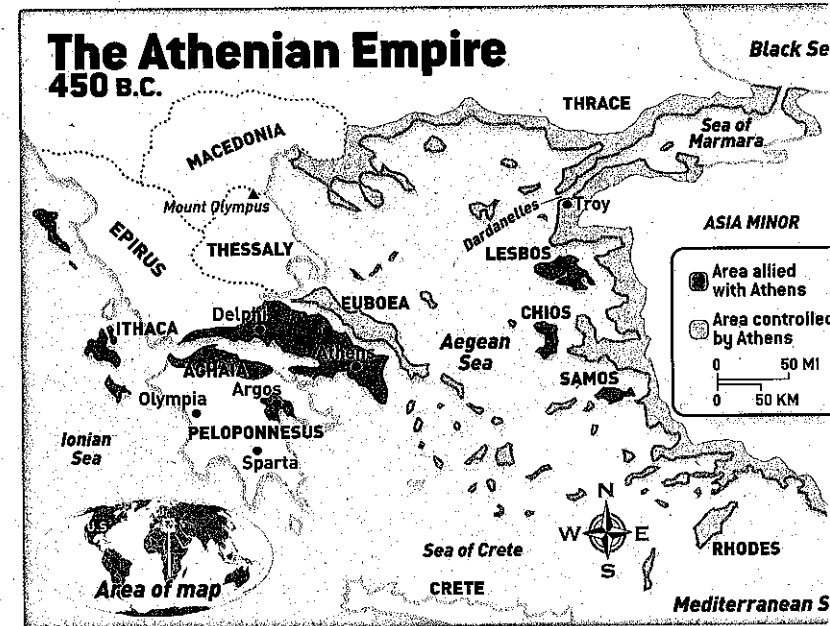 The Athenian Empire
450 B.C.
Black Se
THRACE
Sea of
Marmara
MACEDONIA
Mount Olympus
Dardanelles
Troy
EPIRUS
THESSALY
ASIA MINOR
LESBOS
Area allied
with Athens
Area controlled
by Athens
0 50 MI
0 50 KM
Delphi
EUBOEA
ITHACA
CHIOS
Aegean
Sea
Athens
ACHAIA
Argos
SAMOS
Olympia
PELOPONNESUS
Ionian
Sea
Sparta
N
W E
S
U.S.
Area of map
Sea of Crete
RHODES
CRETE
Mediterranean S